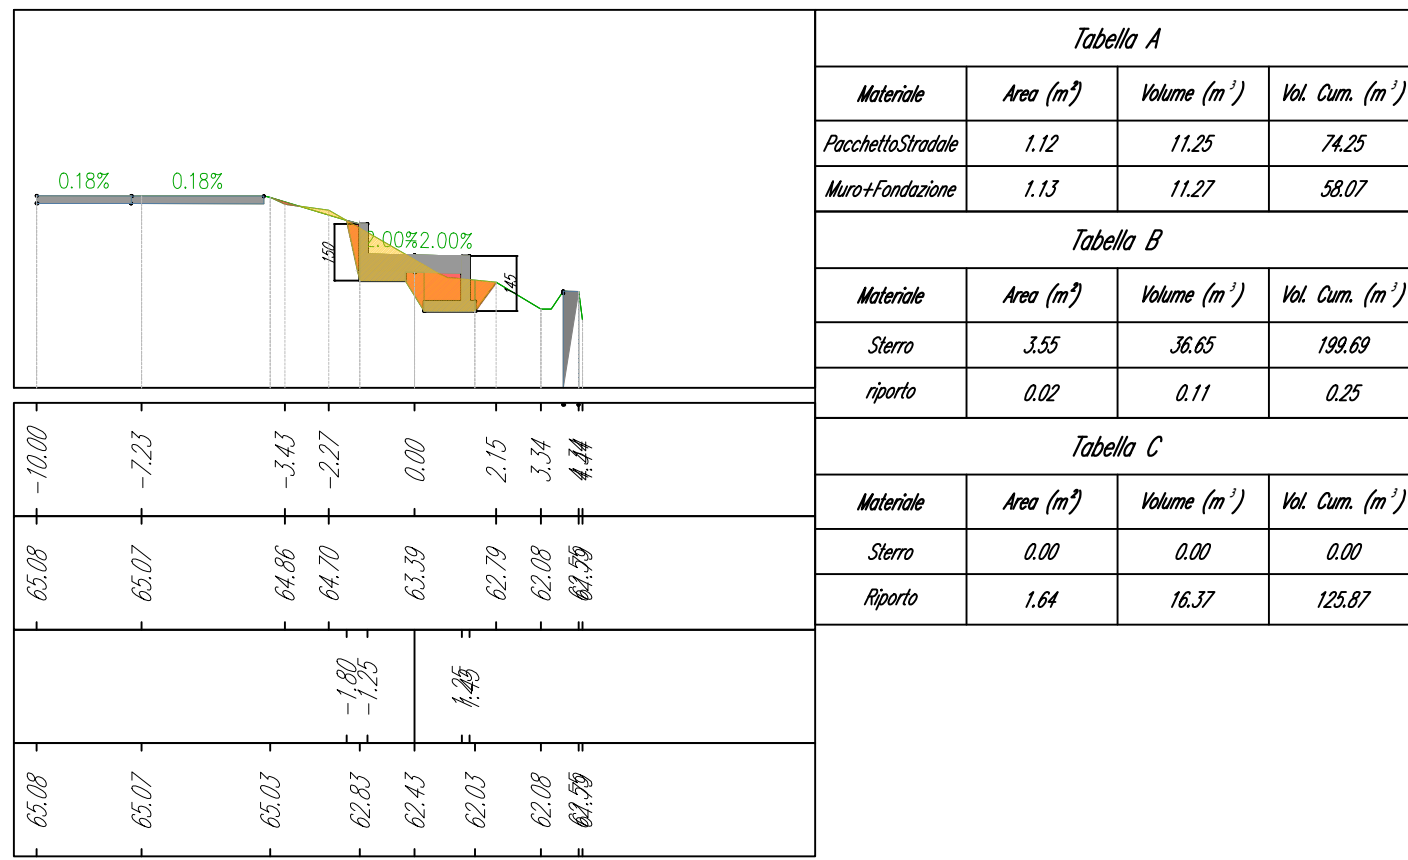 Tabella A
Materiale Area (m²) Volume (m³) Vol. Cum. (m³)
PacchettoStradale 1.12 11.25 74.25
Muro+Fondazione 1.13 11.27 58.07
Tabella B
Materiale Area (m²) Volume (m³) Vol. Cum. (m³)
Sterro 3.55 36.65 199.69
riporto 0.02 0.11 0.25
Tabella C
Materiale Area (m²) Volume (m³) Vol. Cum. (m³)
Sterro 0.00 0.00 0.00
Riporto 1.64 16.37 125.87
0.18% 0.18%
2.00% 2.00%
150
145
-10.00 -7.23 -3.43 -2.27 0.00 2.15 3.34
65.08 65.07 64.86 64.70 63.39 62.79 62.08
-1.80 -1.25 1.25 1.45
65.08 65.07 65.03 62.83 62.43 62.03 62.08